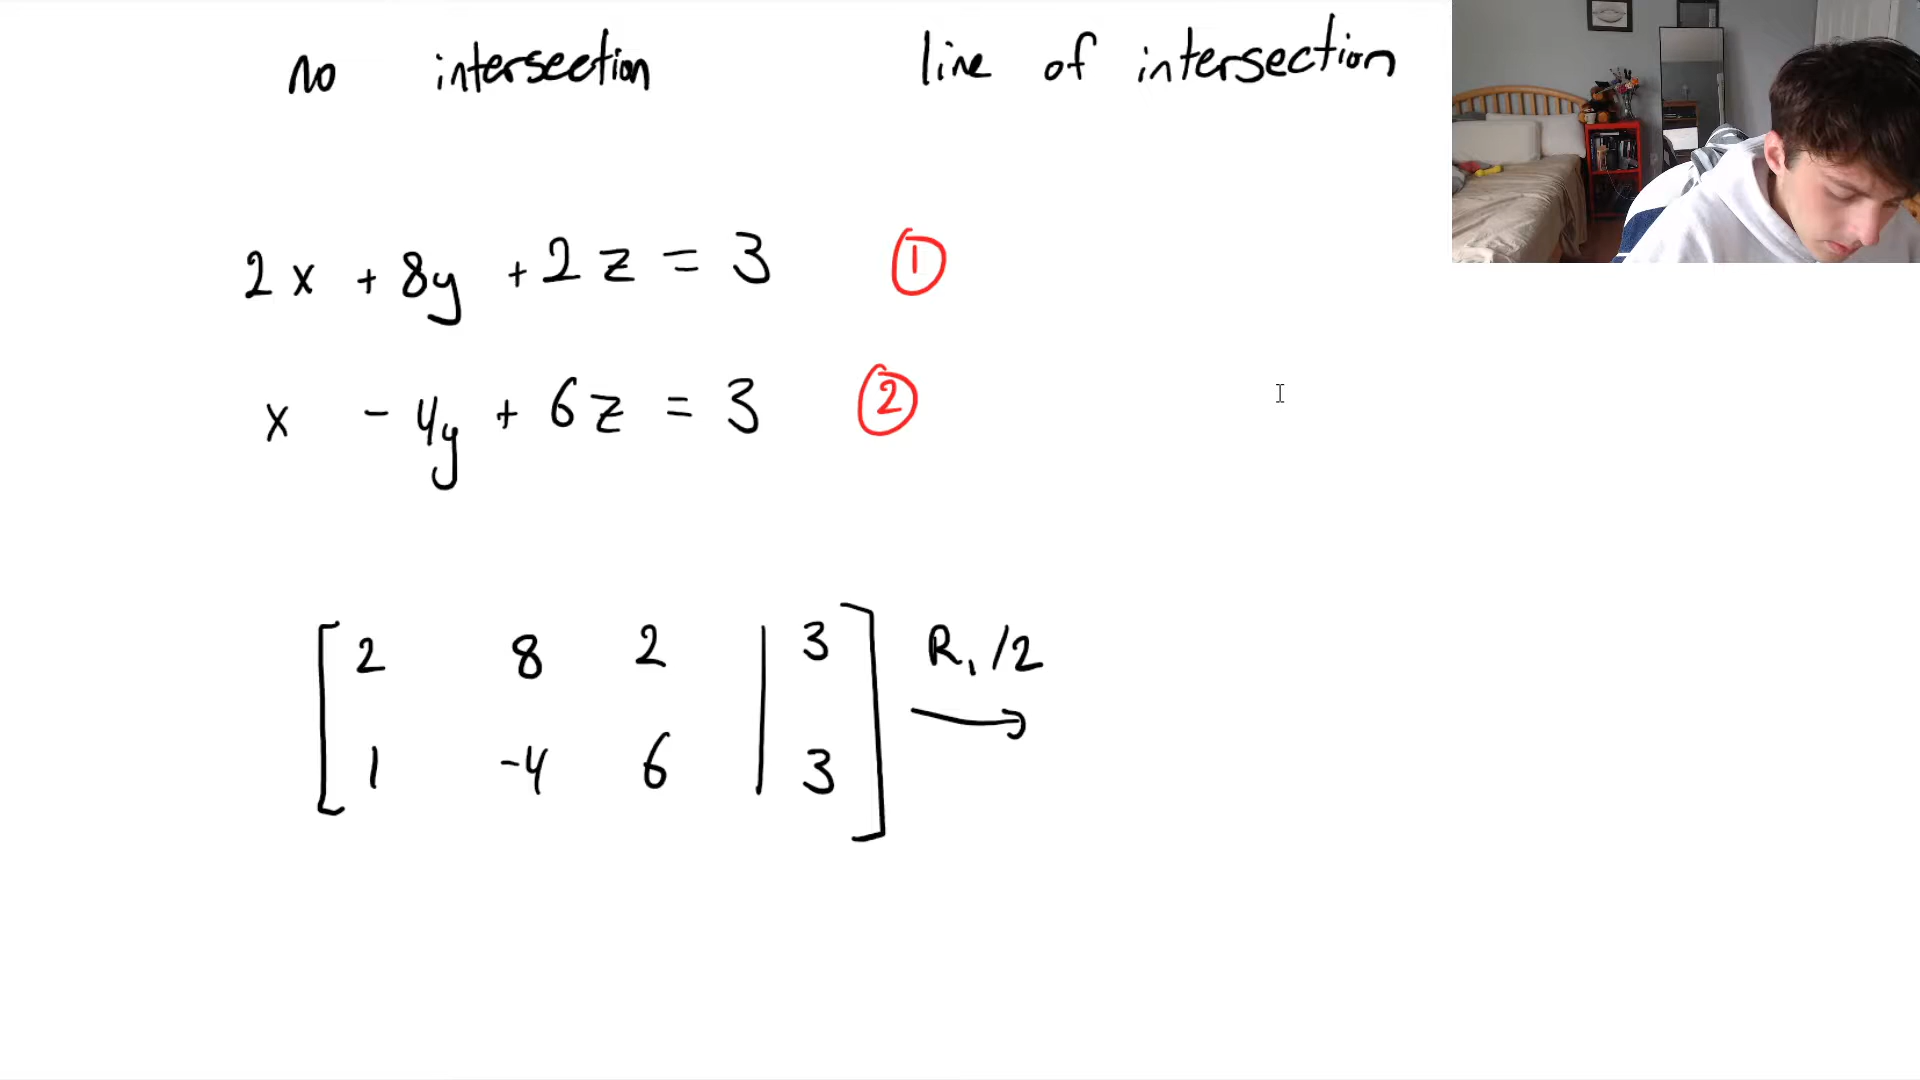 no intersection line of intersection
2x + 8y + 2z = 3 ①
x - 4y + 6z = 3 ②
[ 2 8 2 | 3 ] R₁/2
[ 1 -4 6 | 3 ] →